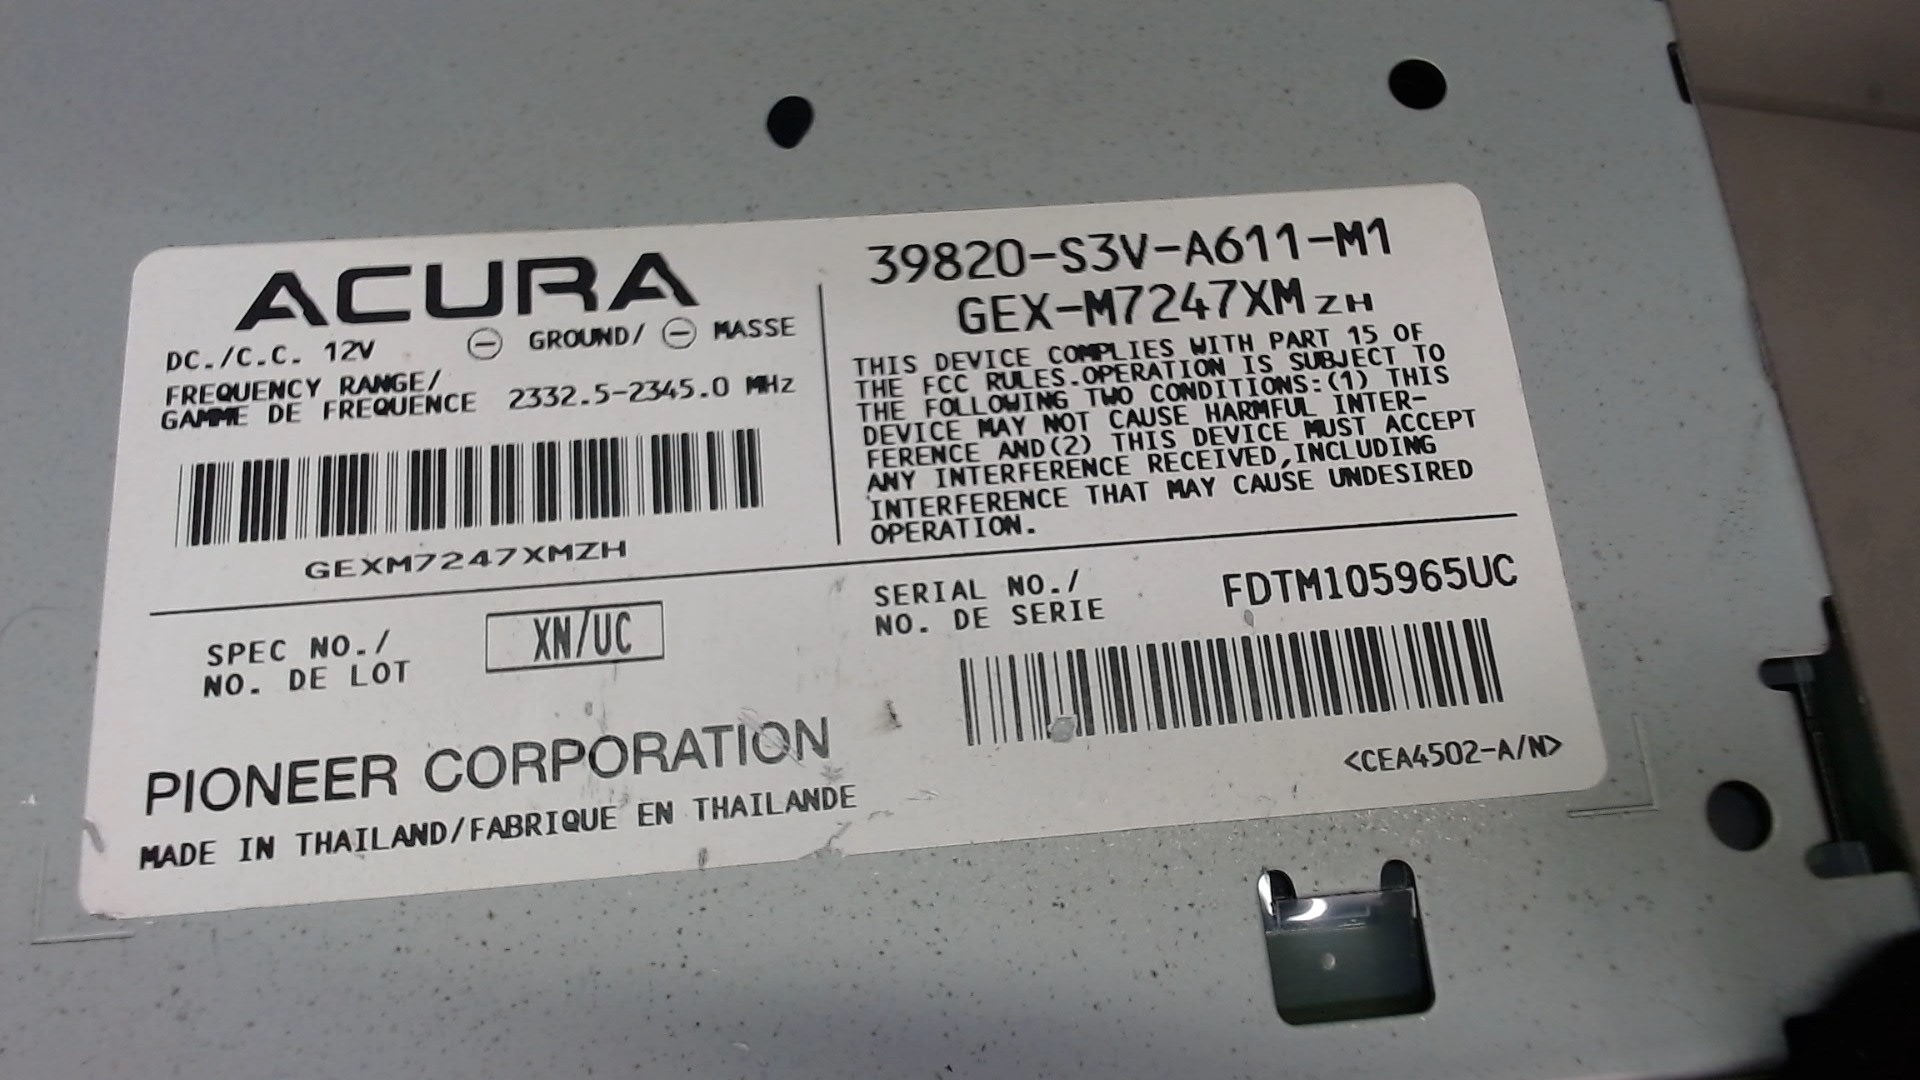 ACURA
DC./C.C. 12V ⊖ GROUND/ ⊖ MASSE
FREQUENCY RANGE/
GAMME DE FREQUENCE 2332.5-2345.0 MHz
GEXM7247XMZH
39820-S3V-A611-M1
GEX-M7247XM ZH
THIS DEVICE COMPLIES WITH PART 15 OF
THE FCC RULES.OPERATION IS SUBJECT TO
THE FOLLOWING TWO CONDITIONS:(1) THIS
DEVICE MAY NOT CAUSE HARMFUL INTER-
FERENCE AND(2) THIS DEVICE MUST ACCEPT
ANY INTERFERENCE RECEIVED,INCLUDING
INTERFERENCE THAT MAY CAUSE UNDESIRED
OPERATION.
SPEC NO./
NO. DE LOT
XN/UC
SERIAL NO./
NO. DE SERIE
FDTM105965UC
PIONEER CORPORATION
MADE IN THAILAND/FABRIQUE EN THAILANDE
<CEA4502-A/N>